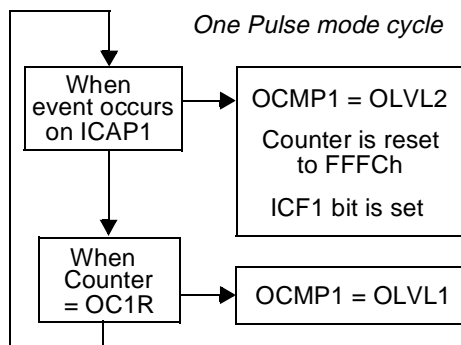 One Pulse mode cycle
When
event occurs
on ICAP1
OCMP1 = OLVL2
Counter is reset
to FFFCh
ICF1 bit is set
When
Counter
= OC1R
OCMP1 = OLVL1